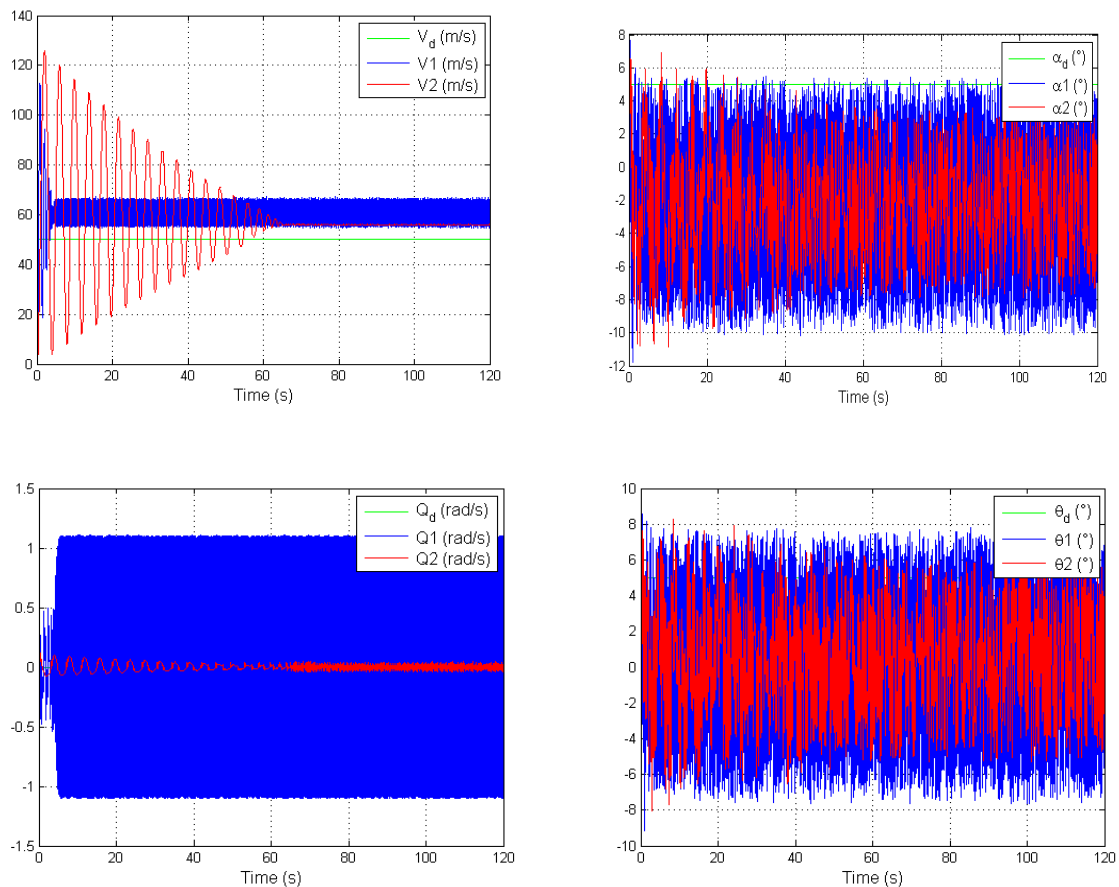 140
120
100
80
60
40
20
0
V_d (m/s)
V1 (m/s)
V2 (m/s)
0 20 40 60 80 100 120
Time (s)
8
6
4
2
0
-2
-4
-6
-8
-10
-12
α_d (°)
α1 (°)
α2 (°)
0 20 40 60 80 100 120
Time (s)
1.5
1
0.5
0
-0.5
-1
-1.5
Q_d (rad/s)
Q1 (rad/s)
Q2 (rad/s)
0 20 40 60 80 100 120
Time (s)
10
8
6
4
2
0
-2
-4
-6
-8
-10
θ_d (°)
θ1 (°)
θ2 (°)
0 20 40 60 80 100 120
Time (s)